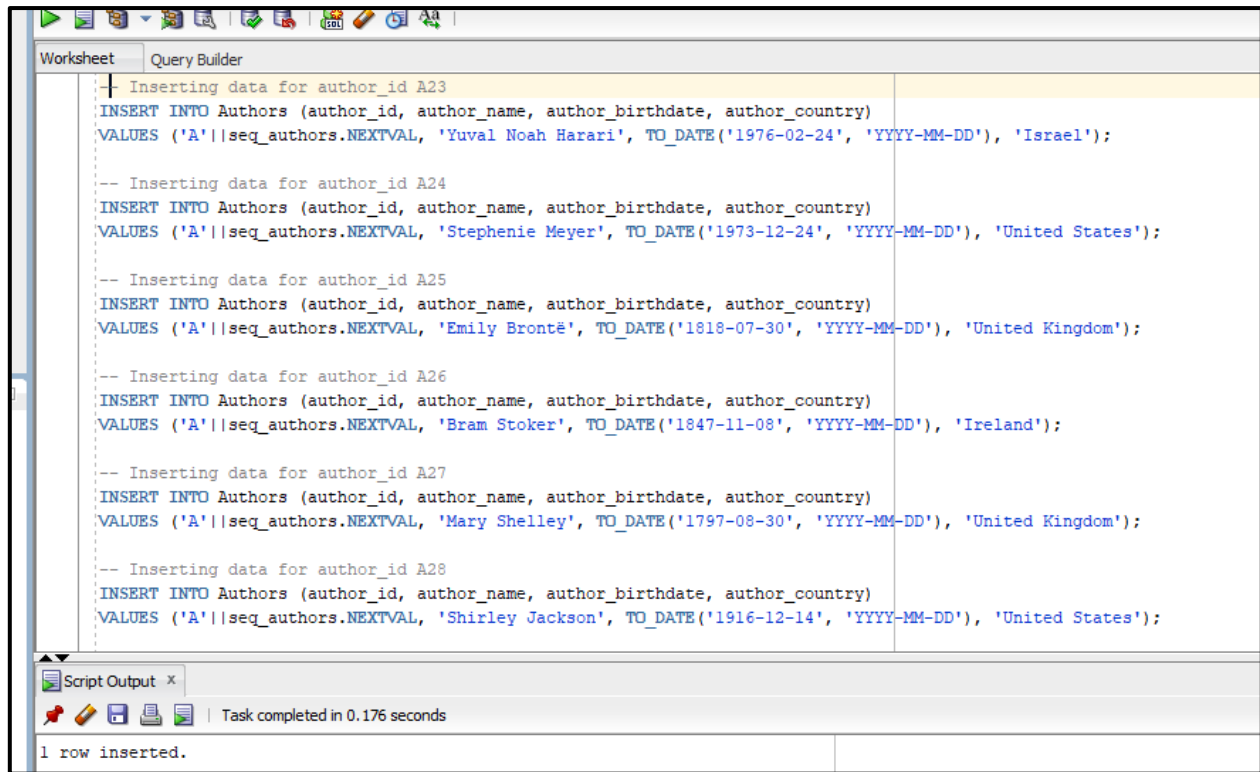 Worksheet Query Builder
-- Inserting data for author_id A23
INSERT INTO Authors (author_id, author_name, author_birthdate, author_country)
VALUES ('A'||seq_authors.NEXTVAL, 'Yuval Noah Harari', TO_DATE('1976-02-24', 'YYYY-MM-DD'), 'Israel');
-- Inserting data for author_id A24
INSERT INTO Authors (author_id, author_name, author_birthdate, author_country)
VALUES ('A'||seq_authors.NEXTVAL, 'Stephenie Meyer', TO_DATE('1973-12-24', 'YYYY-MM-DD'), 'United States');
-- Inserting data for author_id A25
INSERT INTO Authors (author_id, author_name, author_birthdate, author_country)
VALUES ('A'||seq_authors.NEXTVAL, 'Emily Brontë', TO_DATE('1818-07-30', 'YYYY-MM-DD'), 'United Kingdom');
-- Inserting data for author_id A26
INSERT INTO Authors (author_id, author_name, author_birthdate, author_country)
VALUES ('A'||seq_authors.NEXTVAL, 'Bram Stoker', TO_DATE('1847-11-08', 'YYYY-MM-DD'), 'Ireland');
-- Inserting data for author_id A27
INSERT INTO Authors (author_id, author_name, author_birthdate, author_country)
VALUES ('A'||seq_authors.NEXTVAL, 'Mary Shelley', TO_DATE('1797-08-30', 'YYYY-MM-DD'), 'United Kingdom');
-- Inserting data for author_id A28
INSERT INTO Authors (author_id, author_name, author_birthdate, author_country)
VALUES ('A'||seq_authors.NEXTVAL, 'Shirley Jackson', TO_DATE('1916-12-14', 'YYYY-MM-DD'), 'United States');
Script Output x
Task completed in 0.176 seconds
1 row inserted.